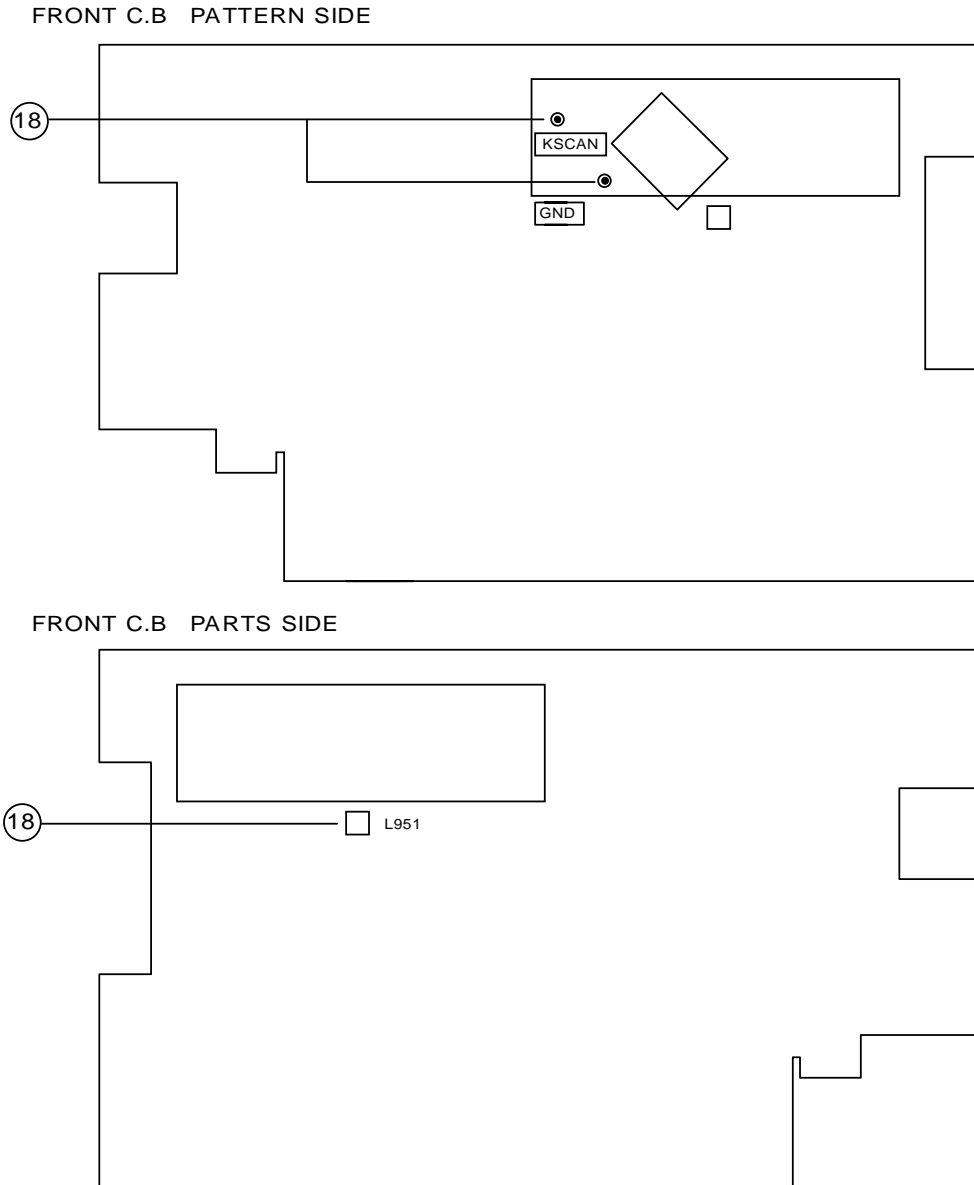 FRONT C.B PATTERN SIDE
18
KSCAN
GND
FRONT C.B PARTS SIDE
18
L951